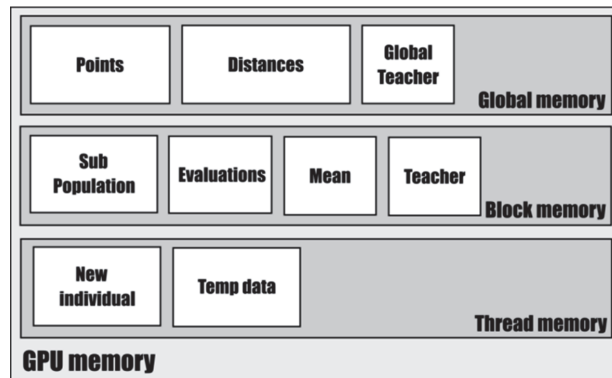 Points
Distances
Global
Teacher
Global memory
Sub
Population
Evaluations
Mean
Teacher
Block memory
New
individual
Temp data
Thread memory
GPU memory